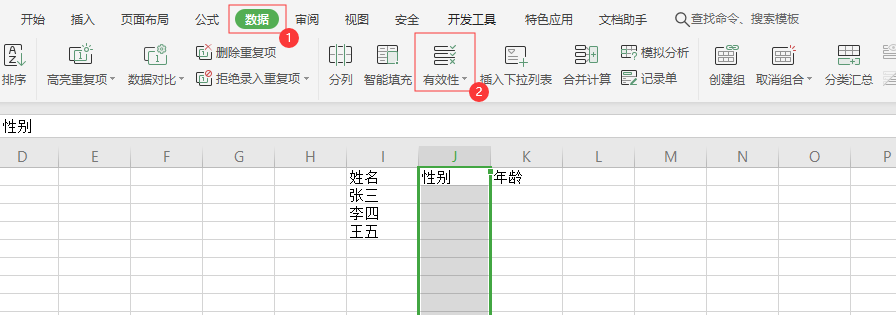 开始 插入 页面布局 公式 数据 审阅 视图 安全 开发工具 特色应用 文档助手 查找命令、搜索模板
1
删除重复项 模拟分析
排序 高亮重复项 数据对比 拒绝录入重复项 分列 智能填充 有效性 插入下拉列表 合并计算 记录单 创建组 取消组合 分类汇总
2
性别
D E F G H I J K L M N O P
姓名 性别 年龄
张三
李四
王五